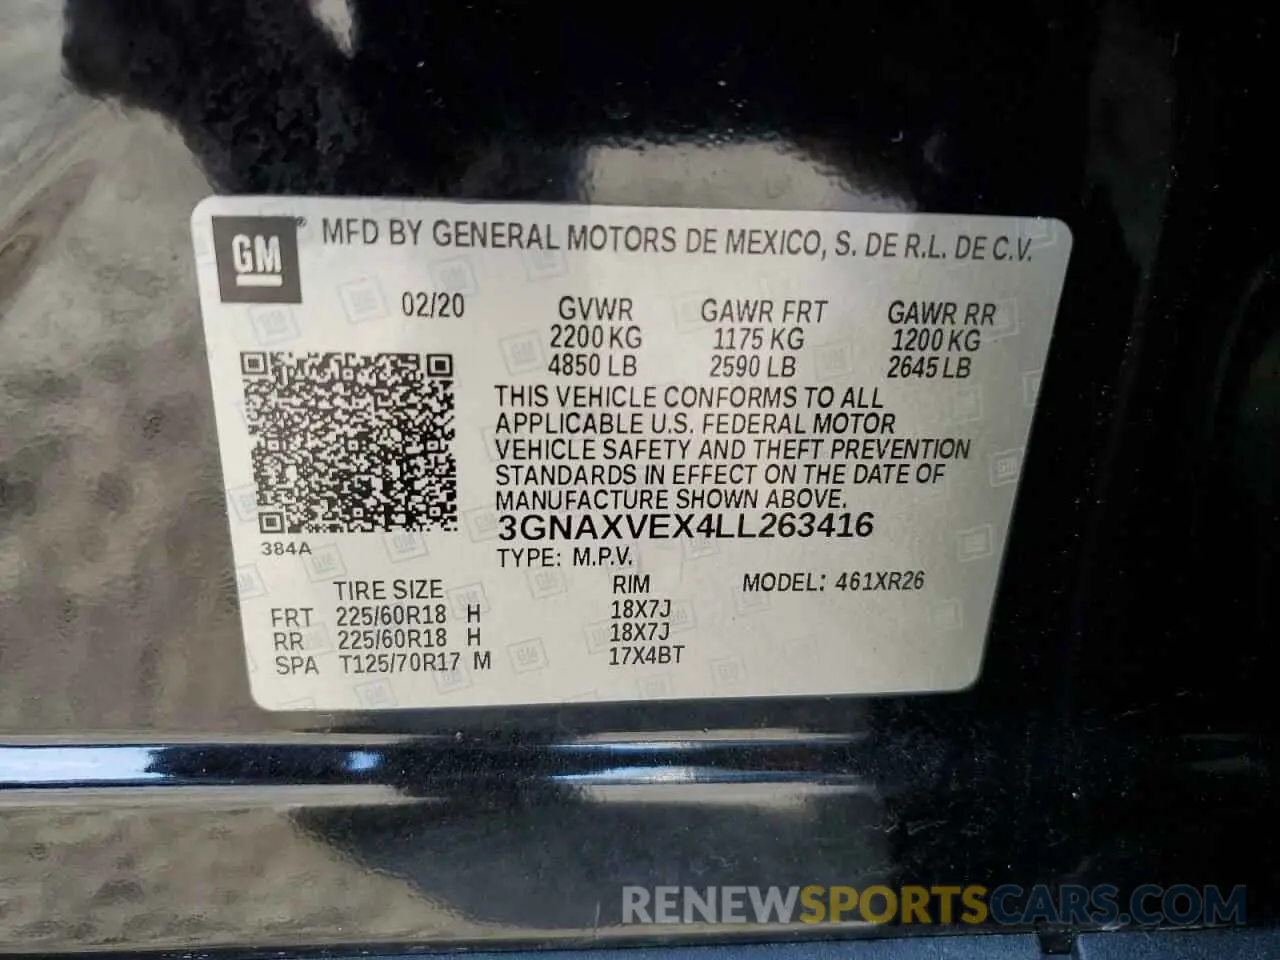 GM® MFD BY GENERAL MOTORS DE MEXICO, S. DE R.L. DE C.V.
02/20 GVWR GAWR FRT GAWR RR
2200 KG 1175 KG 1200 KG
4850 LB 2590 LB 2645 LB
THIS VEHICLE CONFORMS TO ALL
APPLICABLE U.S. FEDERAL MOTOR
VEHICLE SAFETY AND THEFT PREVENTION
STANDARDS IN EFFECT ON THE DATE OF
MANUFACTURE SHOWN ABOVE.
3GNAXVEX4LL263416
384A
TYPE: M.P.V.
TIRE SIZE RIM MODEL: 461XR26
FRT 225/60R18 H 18X7J
RR 225/60R18 H 18X7J
SPA T125/70R17 M 17X4BT
RENEWSPORTSCARS.COM